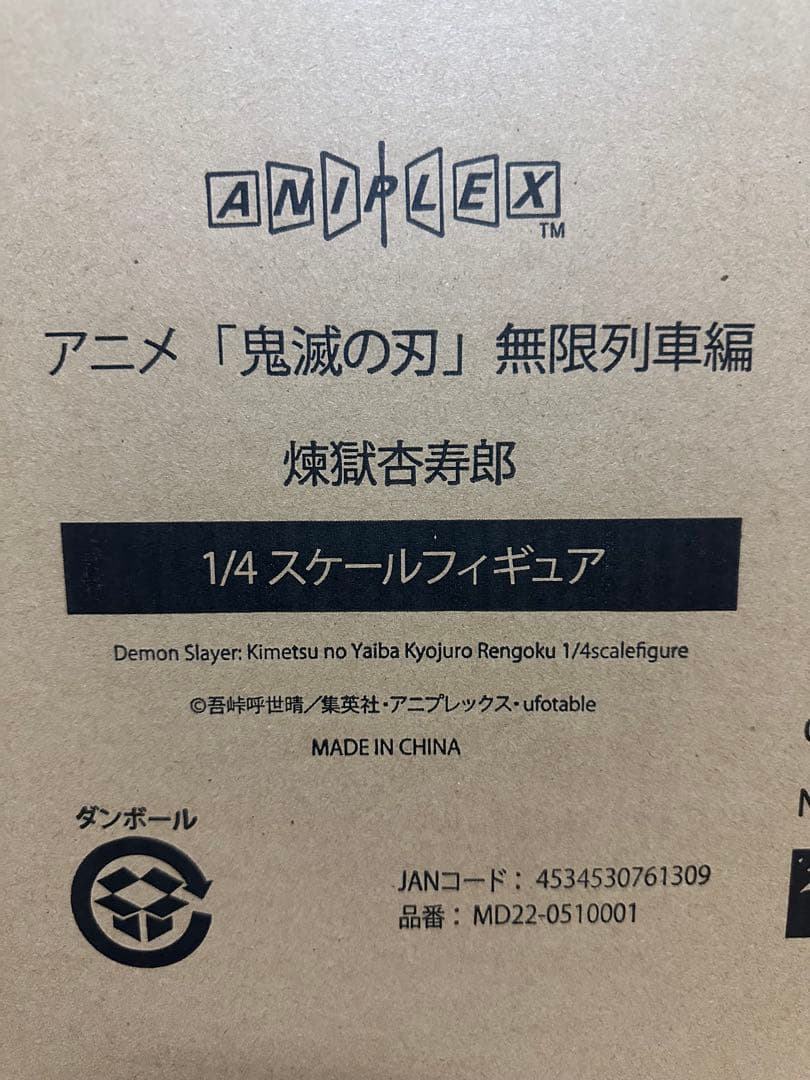 ANIPLEX
TM
アニメ「鬼滅の刃」無限列車編
煉獄杏寿郎
1/4 スケールフィギュア
Demon Slayer: Kimetsu no Yaiba Kyojuro Rengoku 1/4scalefigure
©吾峠呼世晴／集英社・アニプレックス・ufotable
MADE IN CHINA
ダンボール
JANコード： 4534530761309
品番： MD22-0510001